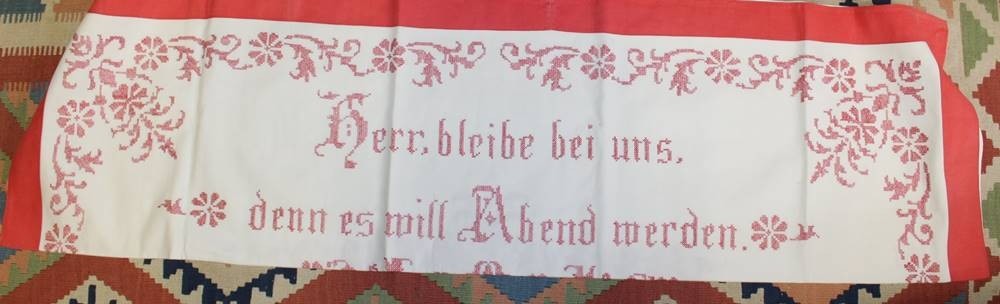 Herr, bleibe bei uns,
denn es will Abend werden.